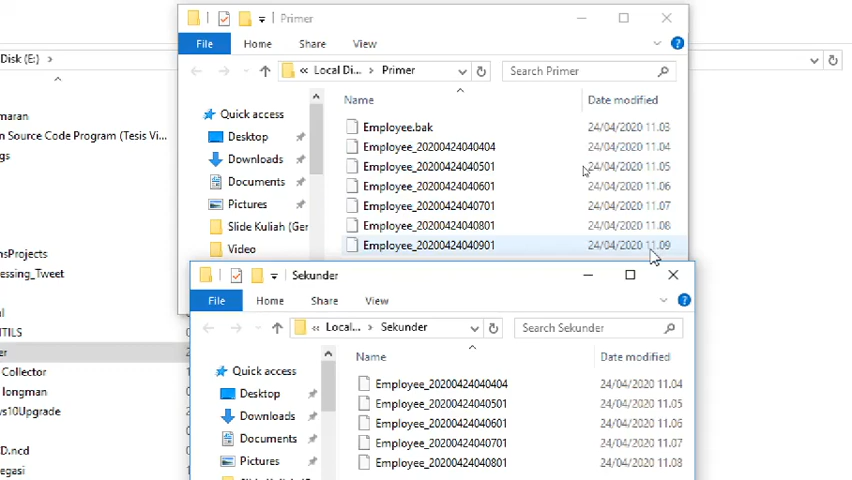 Primer
File Home Share View
Disk (E:)
Local Di... Primer
Search Primer
maran
n Source Code Program (Tesis Vi...
gs
nsProjects
essing_Tweet
al
NTILS
er
Collector
longman
ws10Upgrade
CD.ncd
egasi
Quick access
Desktop
Downloads
Documents
Pictures
Slide Kuliah (Ger
Video
Name Date modified
Employee.bak 24/04/2020 11.03
Employee_20200424040404 24/04/2020 11.04
Employee_20200424040501 24/04/2020 11.05
Employee_20200424040601 24/04/2020 11.06
Employee_20200424040701 24/04/2020 11.07
Employee_20200424040801 24/04/2020 11.08
Employee_20200424040901 24/04/2020 11.09
Sekunder
File Home Share View
Local... Sekunder
Search Sekunder
Quick access
Desktop
Downloads
Documents
Pictures
Name Date modified
Employee_20200424040404 24/04/2020 11.04
Employee_20200424040501 24/04/2020 11.05
Employee_20200424040601 24/04/2020 11.06
Employee_20200424040701 24/04/2020 11.07
Employee_20200424040801 24/04/2020 11.08